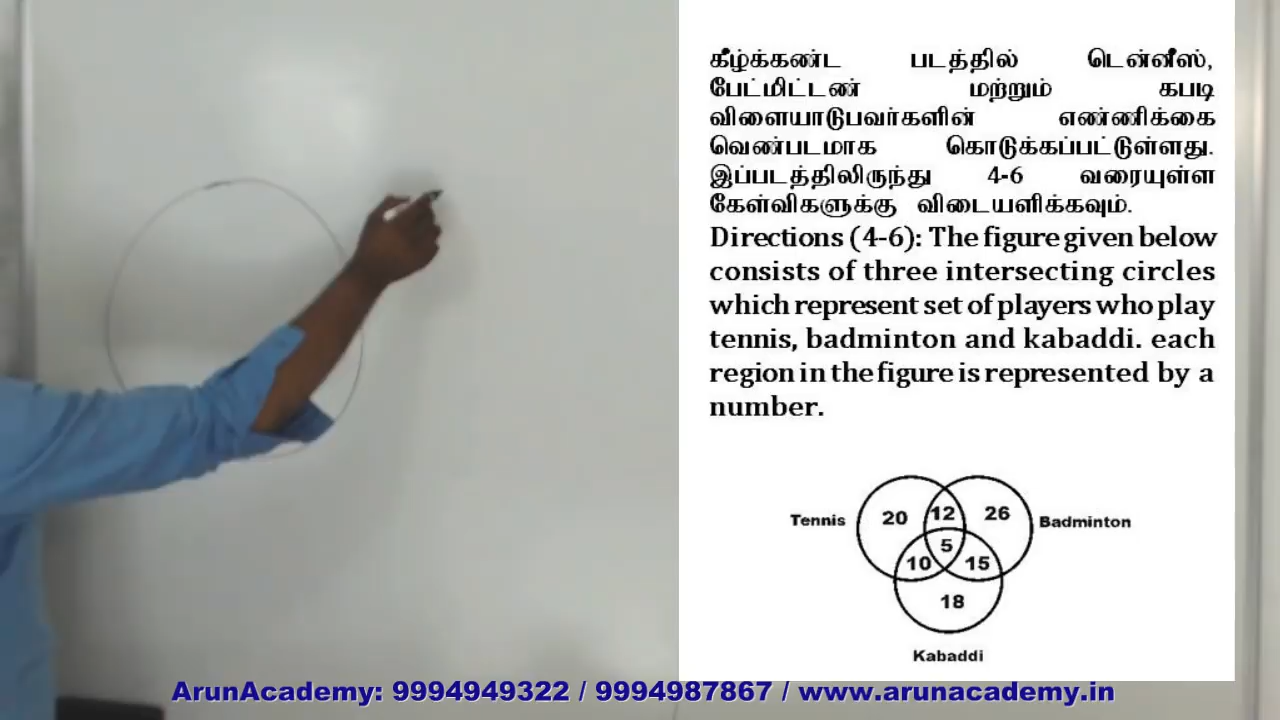 கீழ்க்கண்ட படத்தில் டென்னீஸ்,
பேட்மிட்டண் மற்றும் கபடி
விளையாடுபவர்களின் எண்ணிக்கை
வெண்படமாக கொடுக்கப்பட்டுள்ளது.
இப்படத்திலிருந்து 4-6 வரையுள்ள
கேள்விகளுக்கு விடையளிக்கவும்.
Directions (4-6): The figure given below
consists of three intersecting circles
which represent set of players who play
tennis, badminton and kabaddi. each
region in the figure is represented by a
number.
20 12 26
Tennis Badminton
5
10 15
18
Kabaddi
ArunAcademy: 9994949322 / 9994987867 / www.arunacademy.in